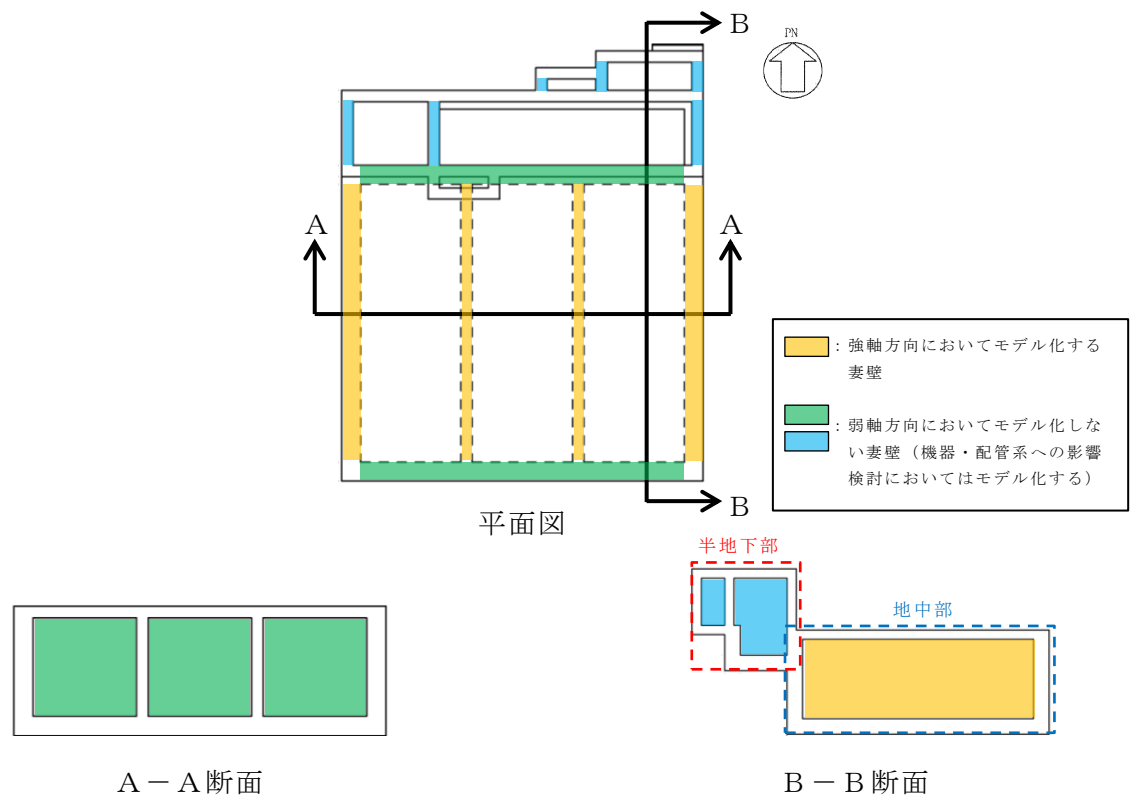 B
PN
A
A
B
平面図
：強軸方向においてモデル化する
妻壁
：弱軸方向においてモデル化しな
い妻壁（機器・配管系への影響
検討においてはモデル化する）
半地下部
地中部
A－A断面
B－B断面